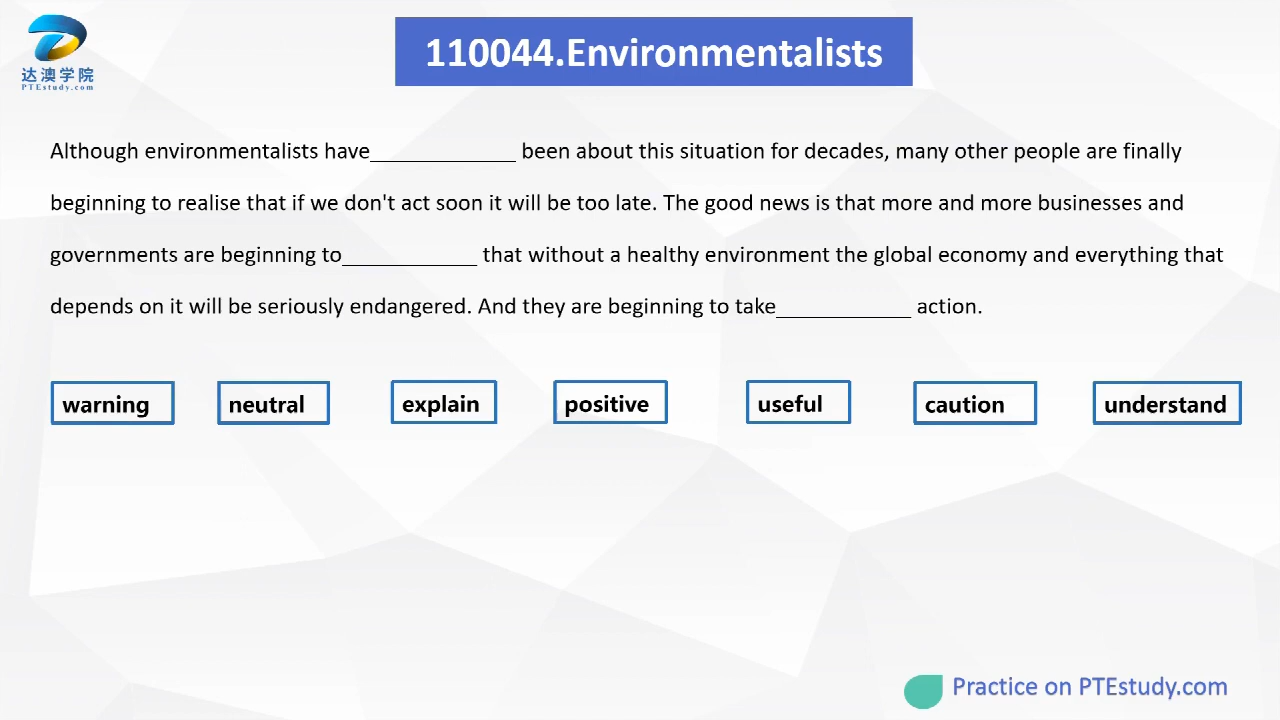 达澳学院
PTEstudy.com
110044.Environmentalists
Although environmentalists have_____________ been about this situation for decades, many other people are finally
beginning to realise that if we don't act soon it will be too late. The good news is that more and more businesses and
governments are beginning to____________ that without a healthy environment the global economy and everything that
depends on it will be seriously endangered. And they are beginning to take____________ action.
warning neutral explain positive useful caution understand
Practice on PTEstudy.com